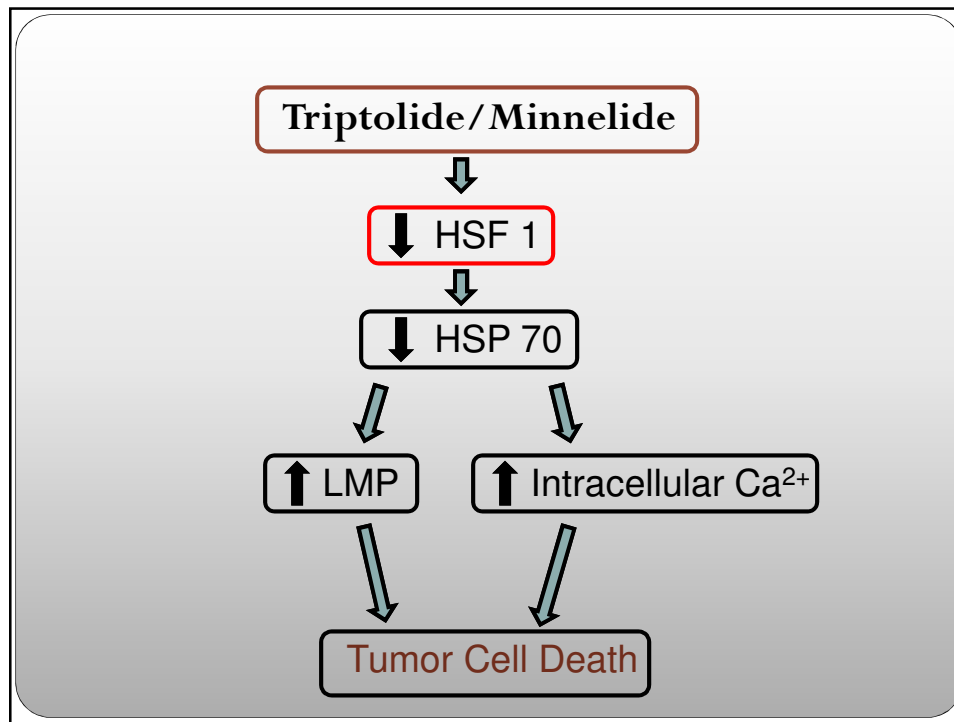 Triptolide/Minnelide
HSF 1
HSP 70
LMP
Intracellular Ca²⁺
Tumor Cell Death